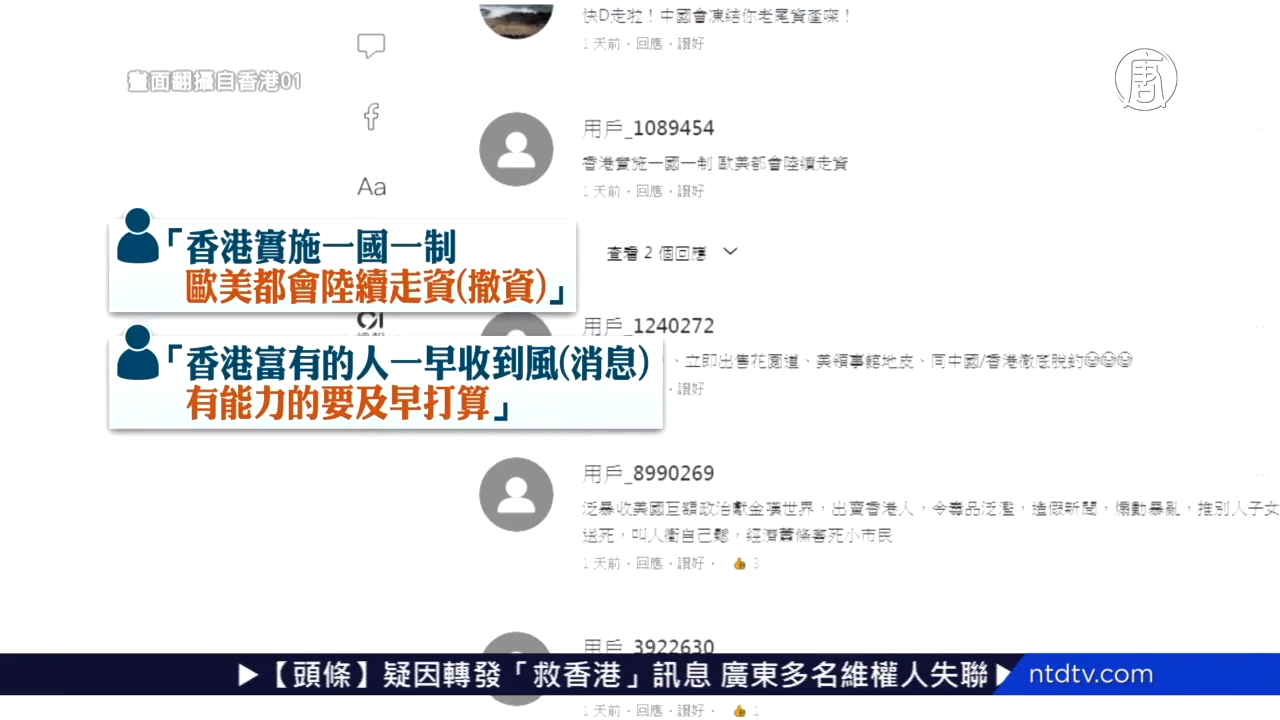 快D走啦！中國會凍結你老尾資產㗎！
1 天前·回應·讚好
畫面翻攝自香港01
唐
用戶_1089454
香港實施一國一制 歐美都會陸續走資
1 天前·回應·讚好
Aa
「香港實施一國一制
歐美都會陸續走資(撤資)」
查看 2 個回應
01
用戶_1240272
「香港富有的人一早收到風(消息)
有能力的要及早打算」
、立即出售花園道、美領事館地皮、同中國/香港徹底脫鈎
·讚好
用戶_8990269
泛暴收美國巨額政治獻金嘆世界，出賣香港人，令毒品泛濫，造假新聞，煽動暴亂，推別人子女
送死，叫人衝自己鬆，經濟蕭條害死小市民
1 天前·回應·讚好· 3
用戶_3922630
▶【頭條】疑因轉發「救香港」訊息 廣東多名維權人失聯▶
ntdtv.com
1 天前·回應·讚好· 1